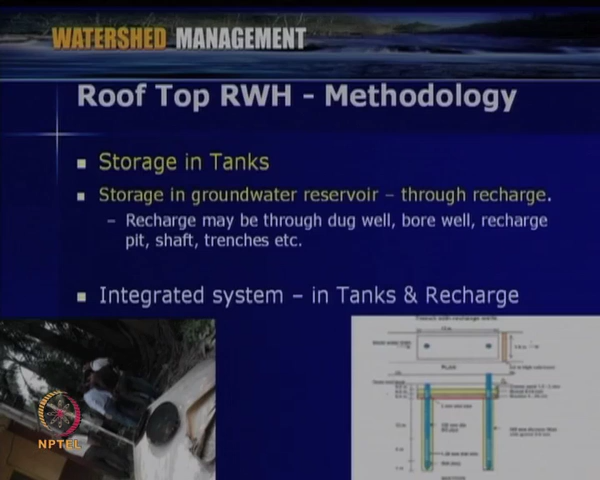 WATERSHED MANAGEMENT
Roof Top RWH - Methodology
▪ Storage in Tanks
▪ Storage in groundwater reservoir – through recharge.
– Recharge may be through dug well, bore well, recharge
pit, shaft, trenches etc.
▪ Integrated system – in Tanks & Recharge
PLAN
NPTEL